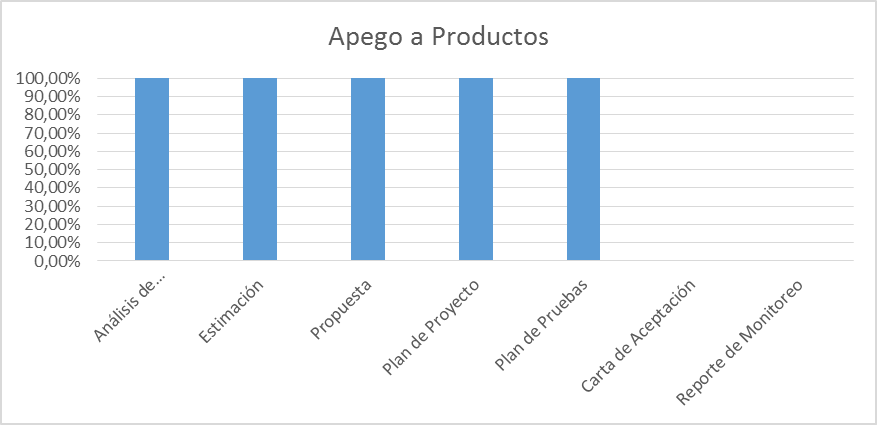 Apego a Productos
100,00%
90,00%
80,00%
70,00%
60,00%
50,00%
40,00%
30,00%
20,00%
10,00%
0,00%
Análisis de...
Estimación
Propuesta
Plan de Proyecto
Plan de Pruebas
Carta de Aceptación
Reporte de Monitoreo